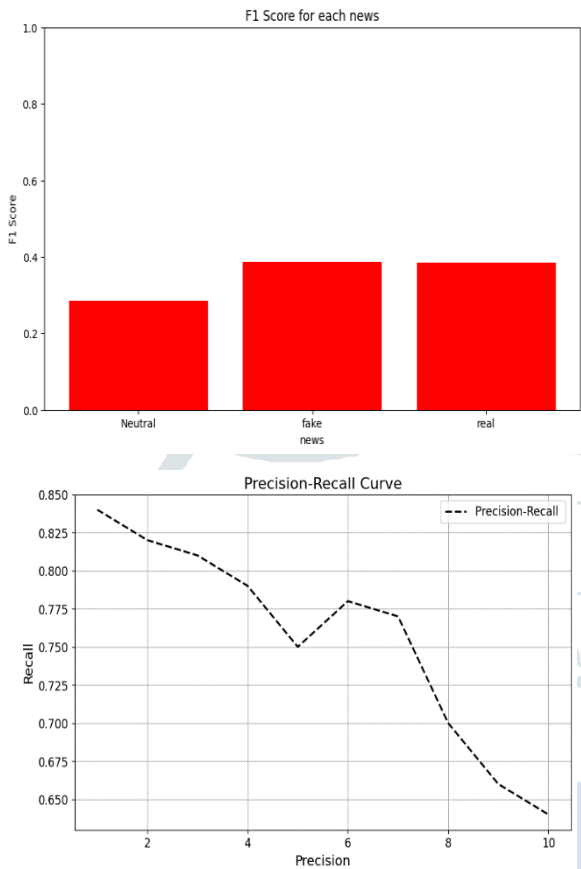 F1 Score for each news
1.0
0.8
0.6
0.4
0.2
0.0
F1 Score
Neutral fake real
news
Precision-Recall Curve
0.850
0.825
0.800
0.775
0.750
0.725
0.700
0.675
0.650
Recall
Precision-Recall
2 4 6 8 10
Precision